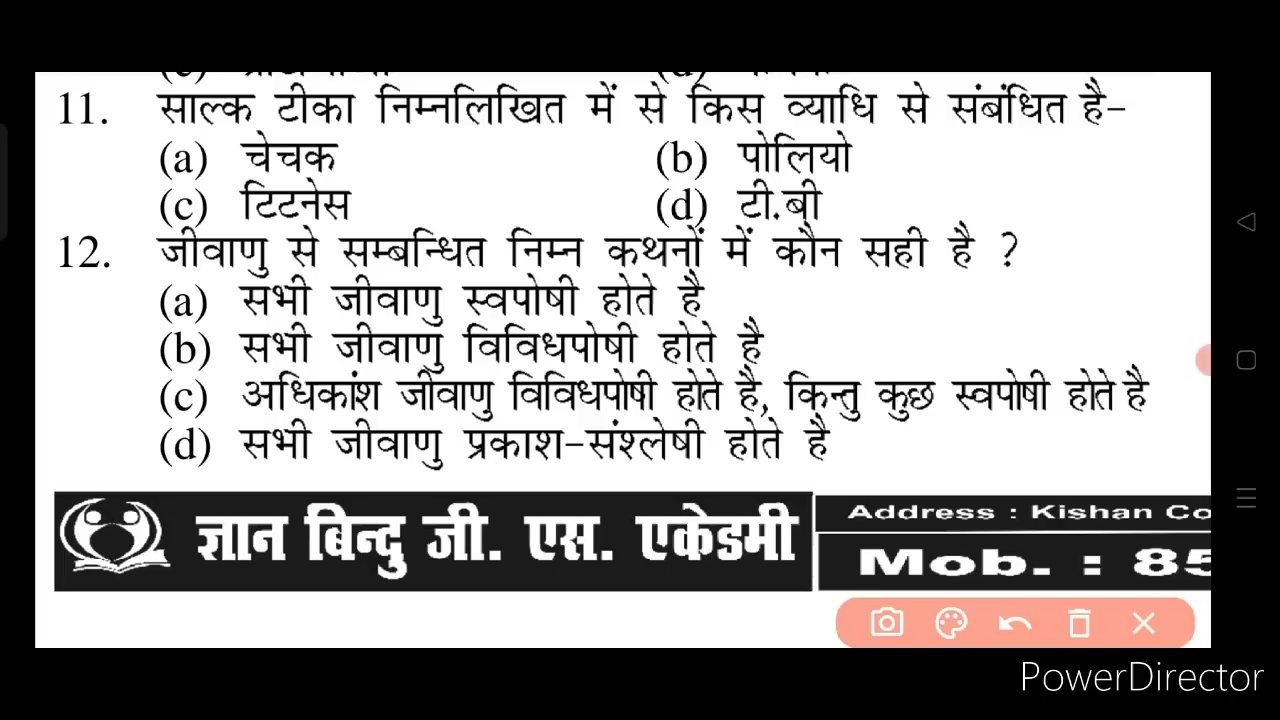 11. साल्क टीका निम्नलिखित में से किस व्याधि से संबंधित है-
(a) चेचक (b) पोलियो
(c) टिटनेस (d) टी.बी
12. जीवाणु से सम्बन्धित निम्न कथनों में कौन सही है ?
(a) सभी जीवाणु स्वपोषी होते है
(b) सभी जीवाणु विविधपोषी होते है
(c) अधिकांश जीवाणु विविधपोषी होते है, किन्तु कुछ स्वपोषी होते है
(d) सभी जीवाणु प्रकाश-संश्लेषी होते है
ज्ञान बिन्दु जी. एस. एकेडमी
Address : Kishan Co
Mob. : 85
PowerDirector